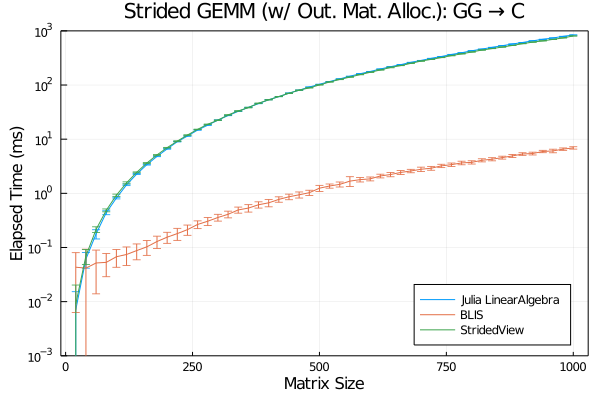 Strided GEMM (w/ Out. Mat. Alloc.): GG → C
Elapsed Time (ms)
10³
10²
10¹
10⁰
10⁻¹
10⁻²
10⁻³
Julia LinearAlgebra
BLIS
StridedView
0 250 500 750 1000
Matrix Size